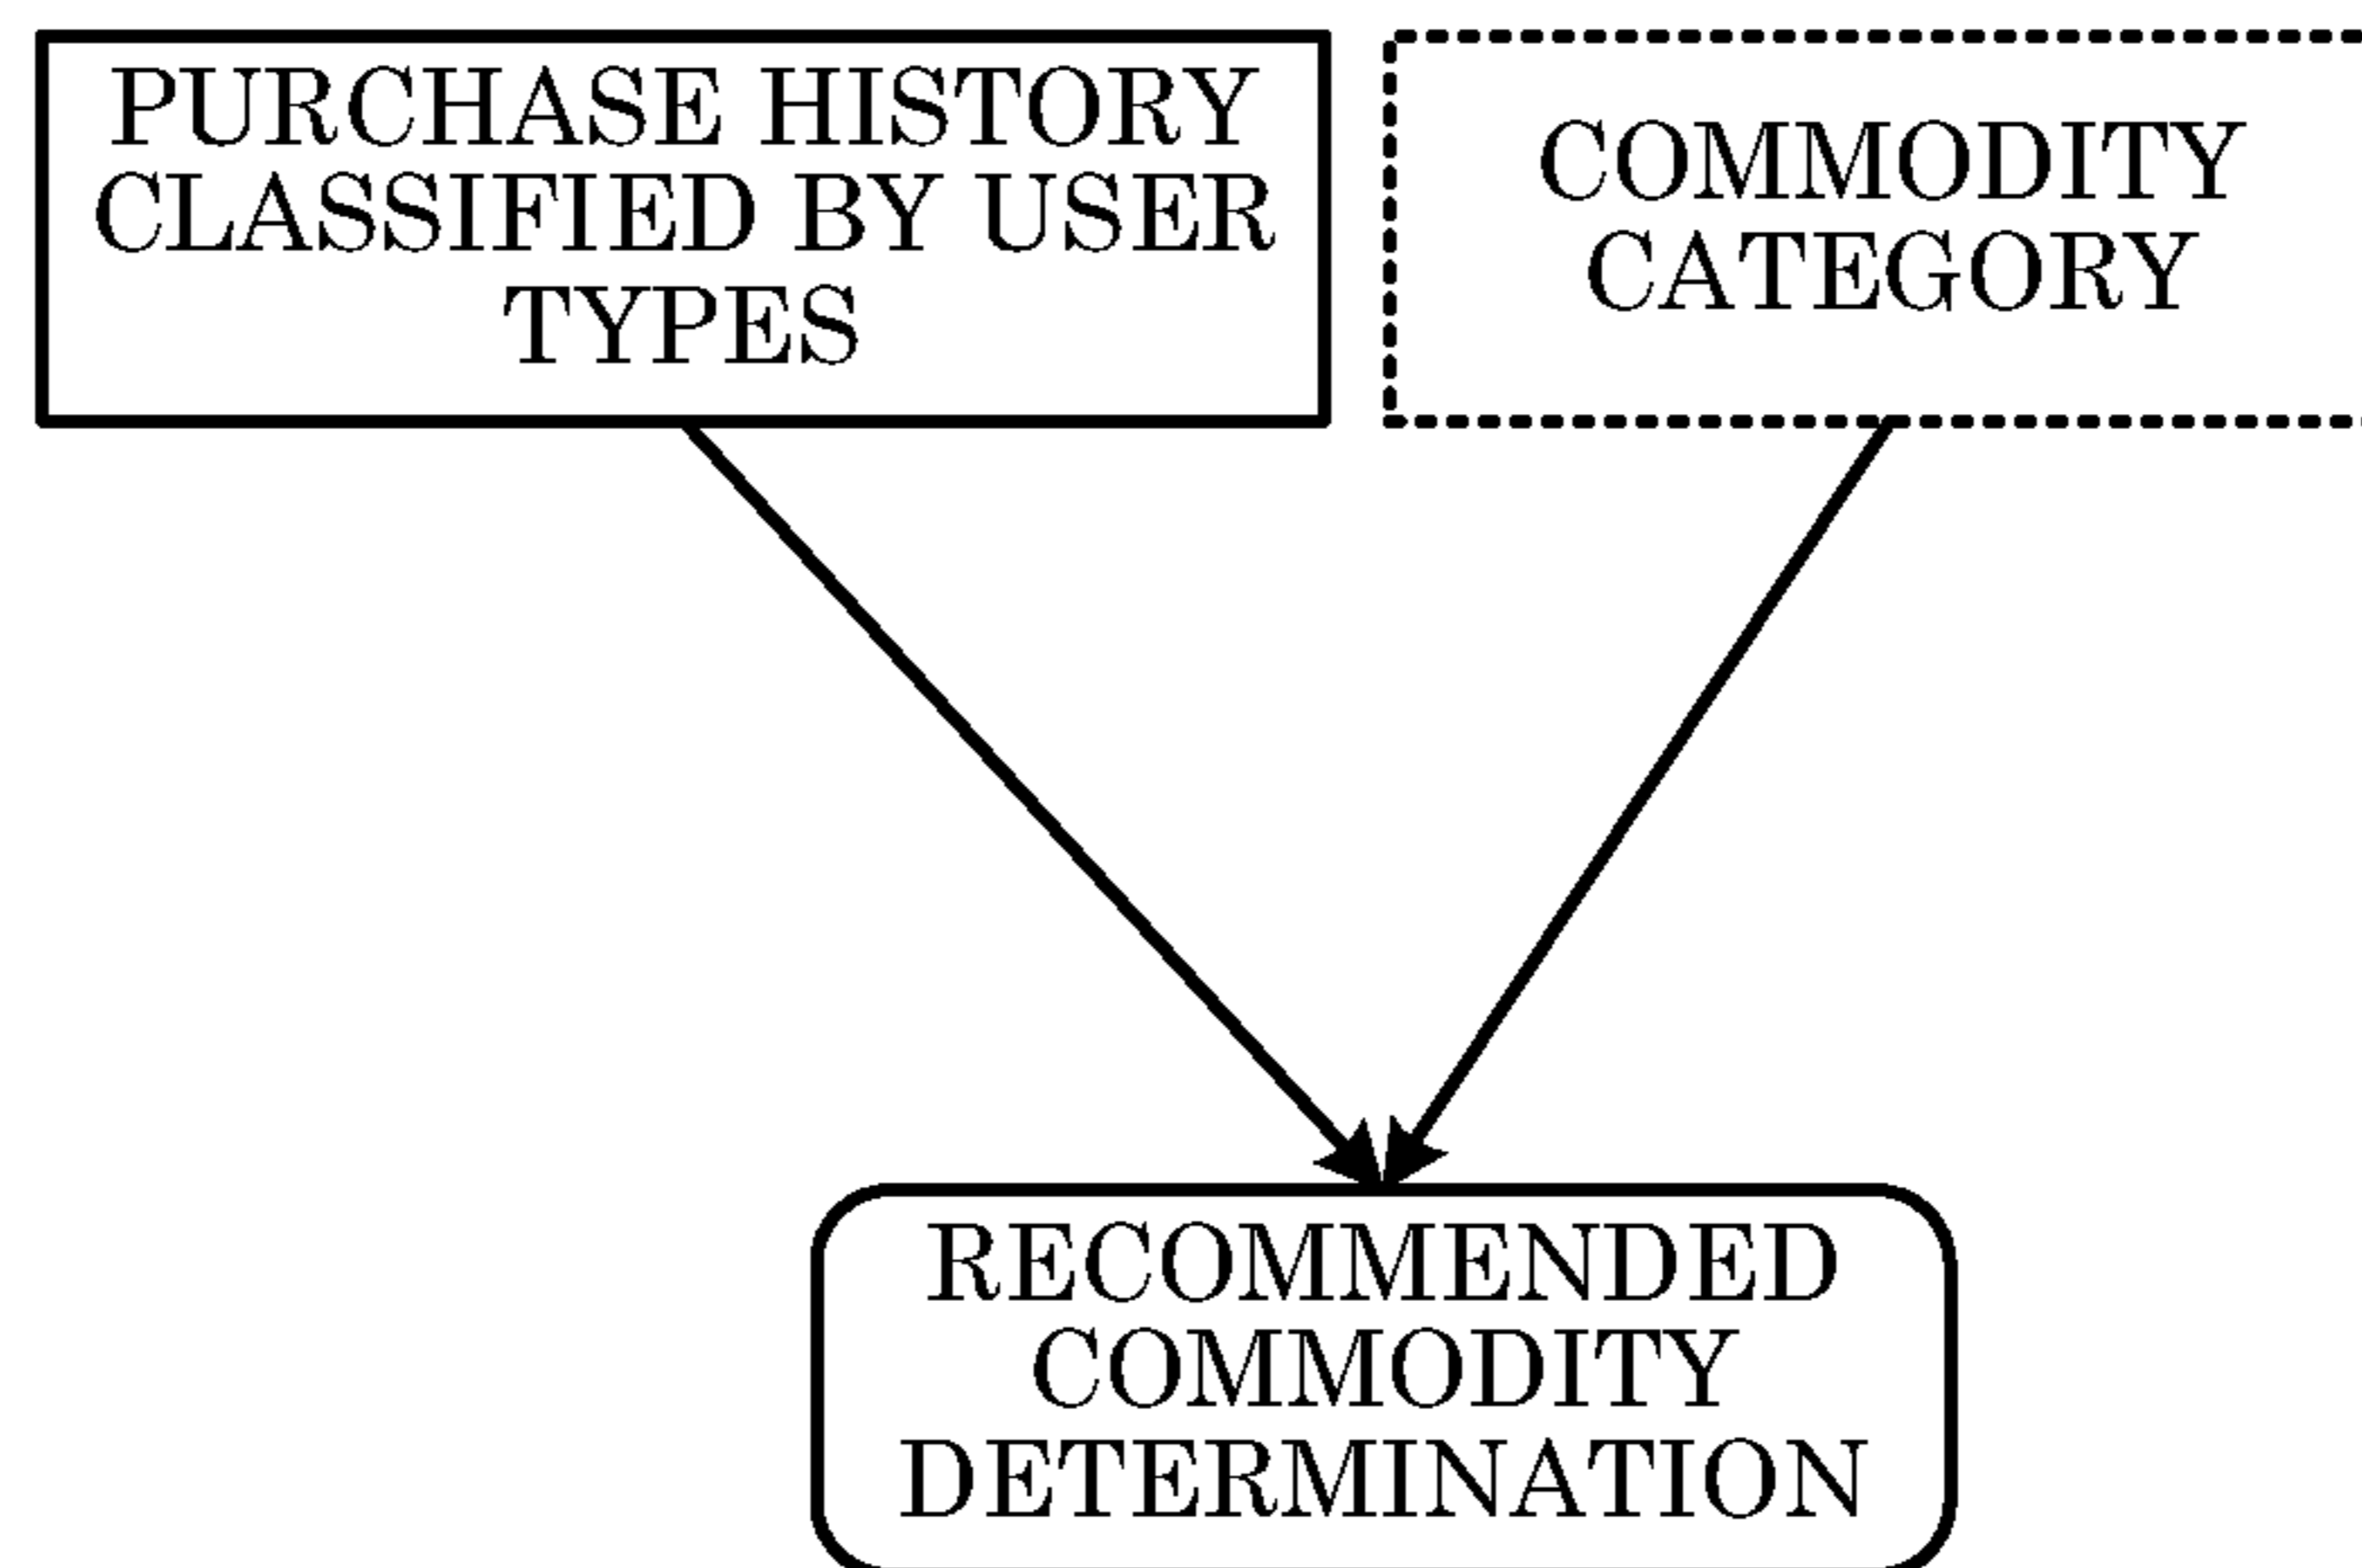 PURCHASE HISTORY
CLASSIFIED BY USER
TYPES
COMMODITY
CATEGORY
RECOMMENDED
COMMODITY
DETERMINATION